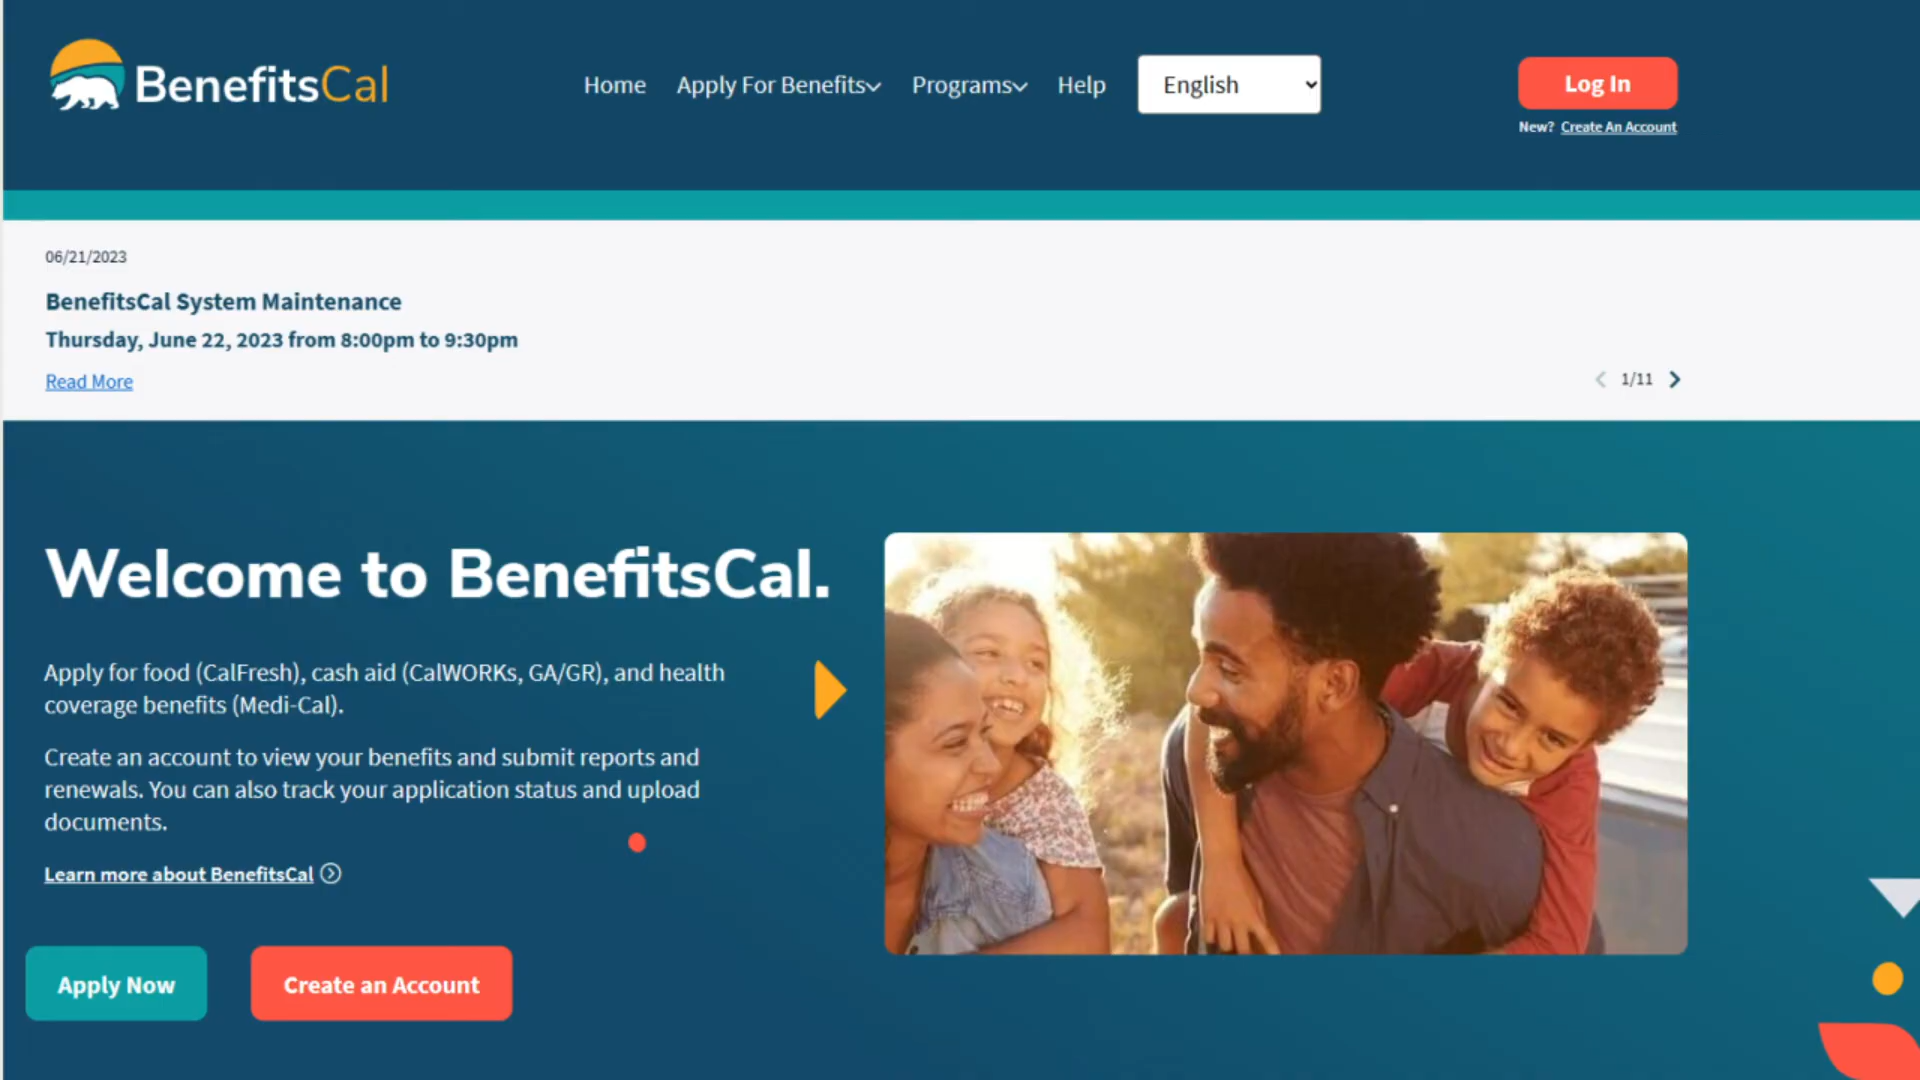 BenefitsCal
Home
Apply For Benefits
Programs
Help
English
Log In
New? Create An Account
06/21/2023
BenefitsCal System Maintenance
Thursday, June 22, 2023 from 8:00pm to 9:30pm
Read More
1/11
Welcome to BenefitsCal.
Apply for food (CalFresh), cash aid (CalWORKs, GA/GR), and health
coverage benefits (Medi-Cal).
Create an account to view your benefits and submit reports and
renewals. You can also track your application status and upload
documents.
Learn more about BenefitsCal
Apply Now
Create an Account